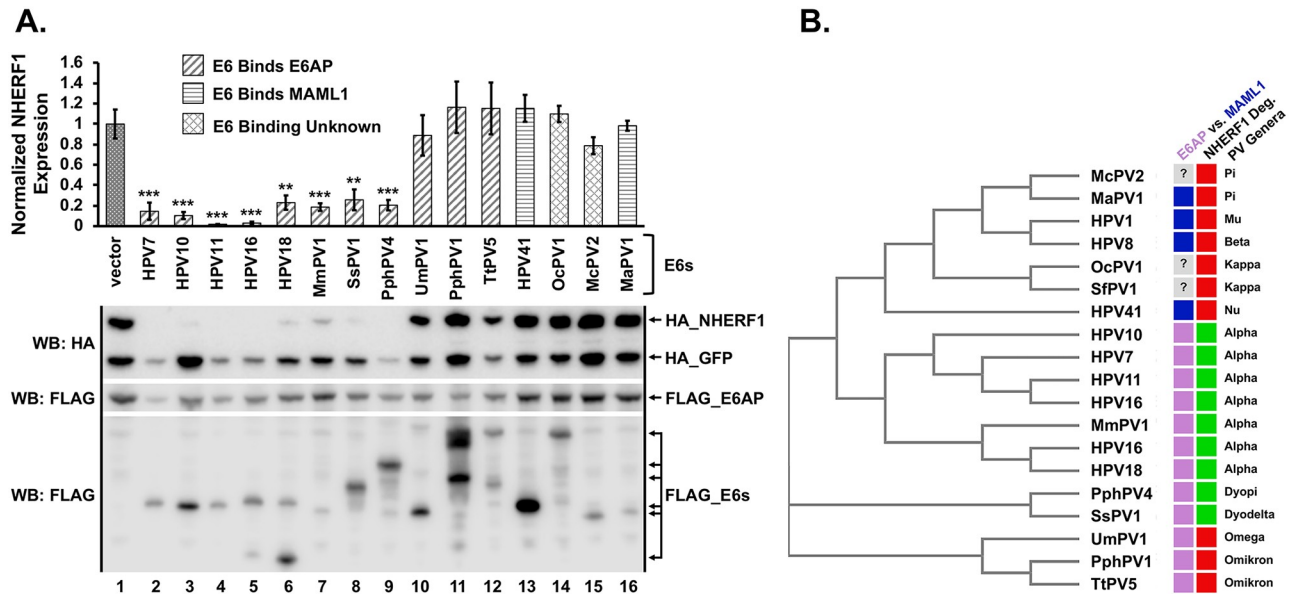 A.
B.
Normalized NHERF1
Expression
1.6
1.4
1.2
1
0.8
0.6
0.4
0.2
0
E6 Binds E6AP
E6 Binds MAML1
E6 Binding Unknown
*** *** *** *** ** *** ** ***
vector HPV7 HPV10 HPV11 HPV16 HPV18 MmPV1 SsPV1 PphPV4 UmPV1 PphPV1 TtPV5 HPV41 OcPV1 McPV2 MaPV1
E6s
WB: HA
HA_NHERF1
HA_GFP
WB: FLAG
FLAG_E6AP
WB: FLAG
FLAG_E6s
1 2 3 4 5 6 7 8 9 10 11 12 13 14 15 16
E6AP vs. MAML1
NHERF1 Deg.
PV Genera
McPV2 ? Pi
MaPV1 Pi
HPV1 Mu
HPV8 Beta
OcPV1 ? Kappa
SfPV1 ? Kappa
HPV41 Nu
HPV10 Alpha
HPV7 Alpha
HPV11 Alpha
HPV16 Alpha
MmPV1 Alpha
HPV16 Alpha
HPV18 Alpha
PphPV4 Dyopi
SsPV1 Dyodelta
UmPV1 Omega
PphPV1 Omikron
TtPV5 Omikron